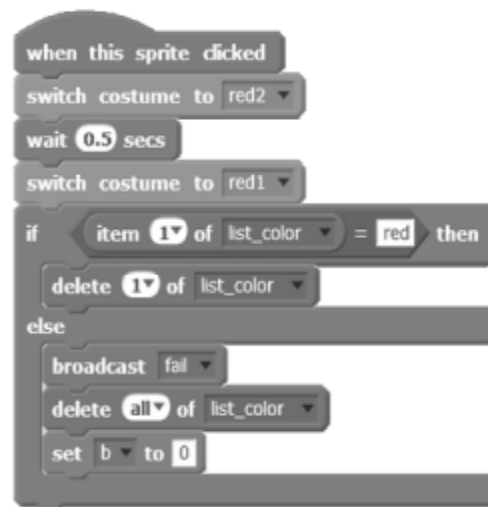 when this sprite clicked
switch costume to red2
wait 0.5 secs
switch costume to red1
if item 1 of list_color = red then
delete 1 of list_color
else
broadcast fail
delete all of list_color
set b to 0